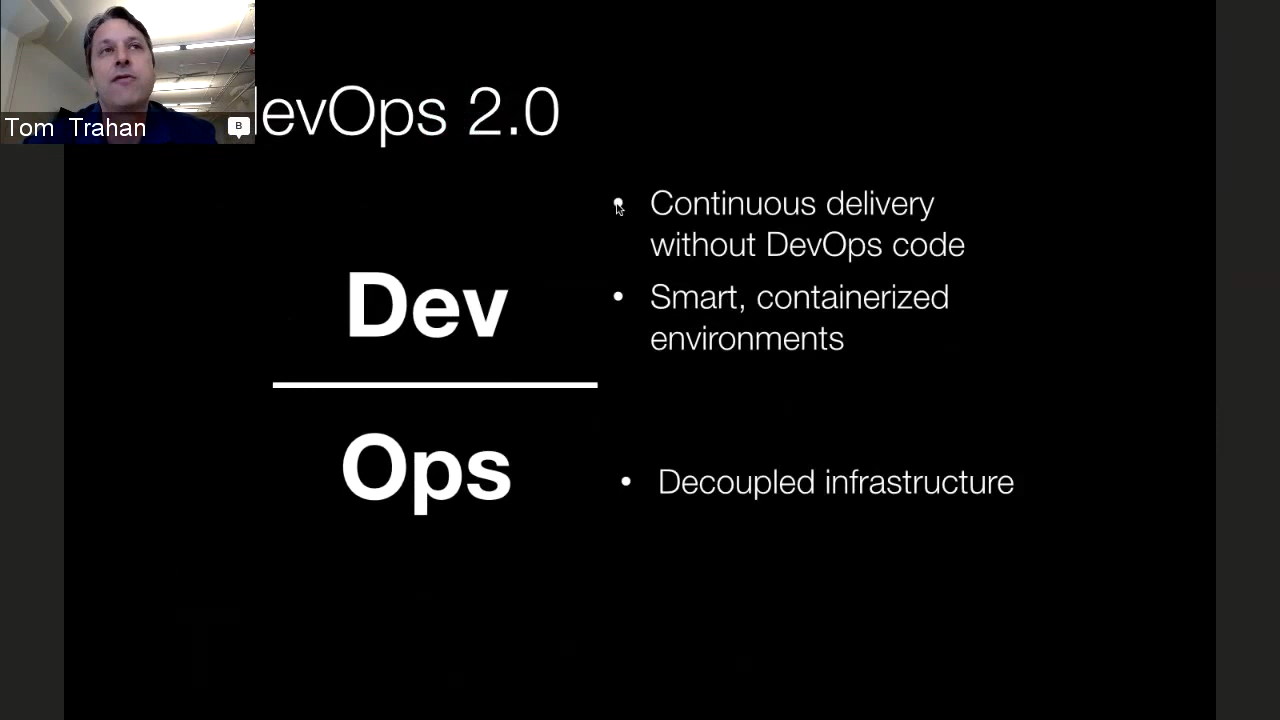 Tom Trahan
B
evOps 2.0
Continuous delivery
without DevOps code
Dev
Smart, containerized
environments
Ops
Decoupled infrastructure